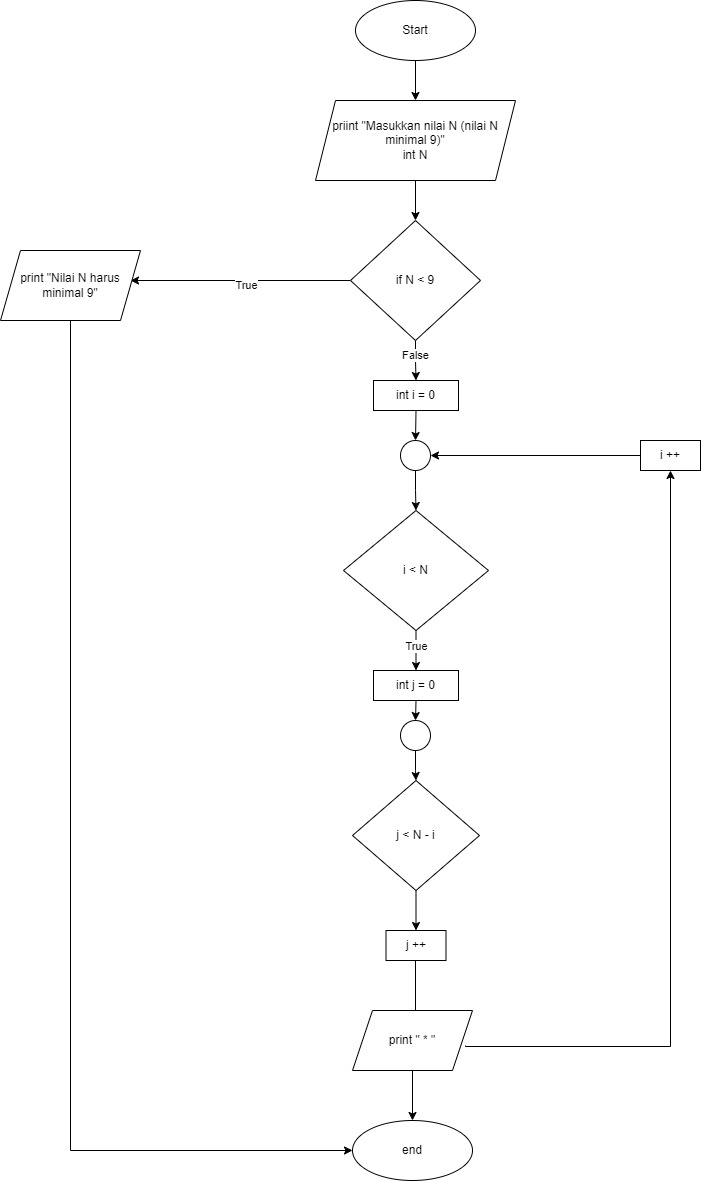 Start
priint "Masukkan nilai N (nilai N
minimal 9)"
int N
if N < 9
True
print "Nilai N harus
minimal 9"
False
int i = 0
i ++
i < N
True
int j = 0
j < N - i
j ++
print " * "
end